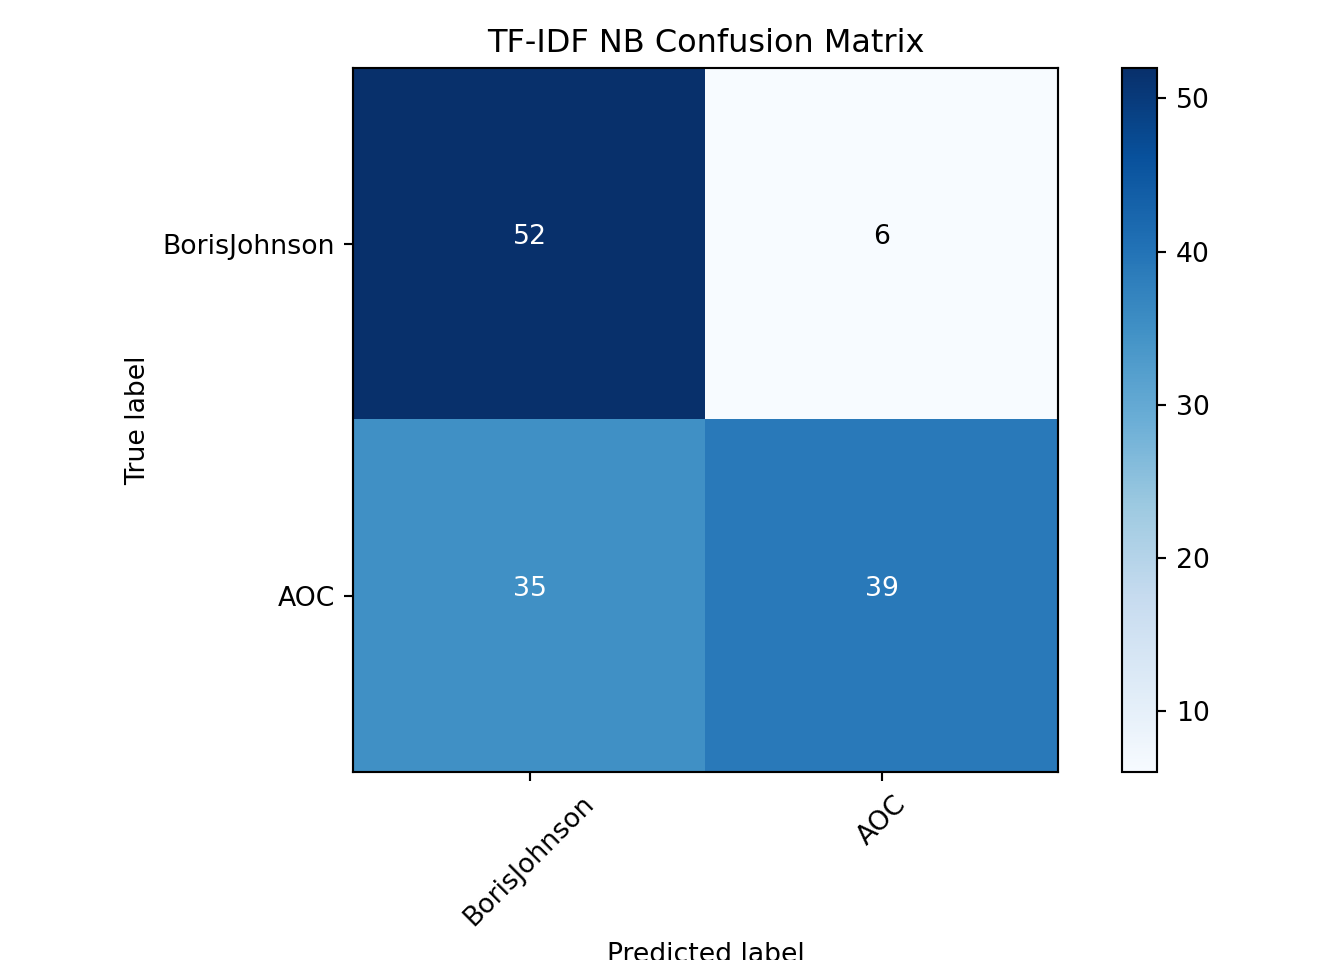 TF-IDF NB Confusion Matrix
50
52
6
BorisJohnson
40
True label
30
20
35
39
AOC
10
BorisJohnson
AOC
Predicted label